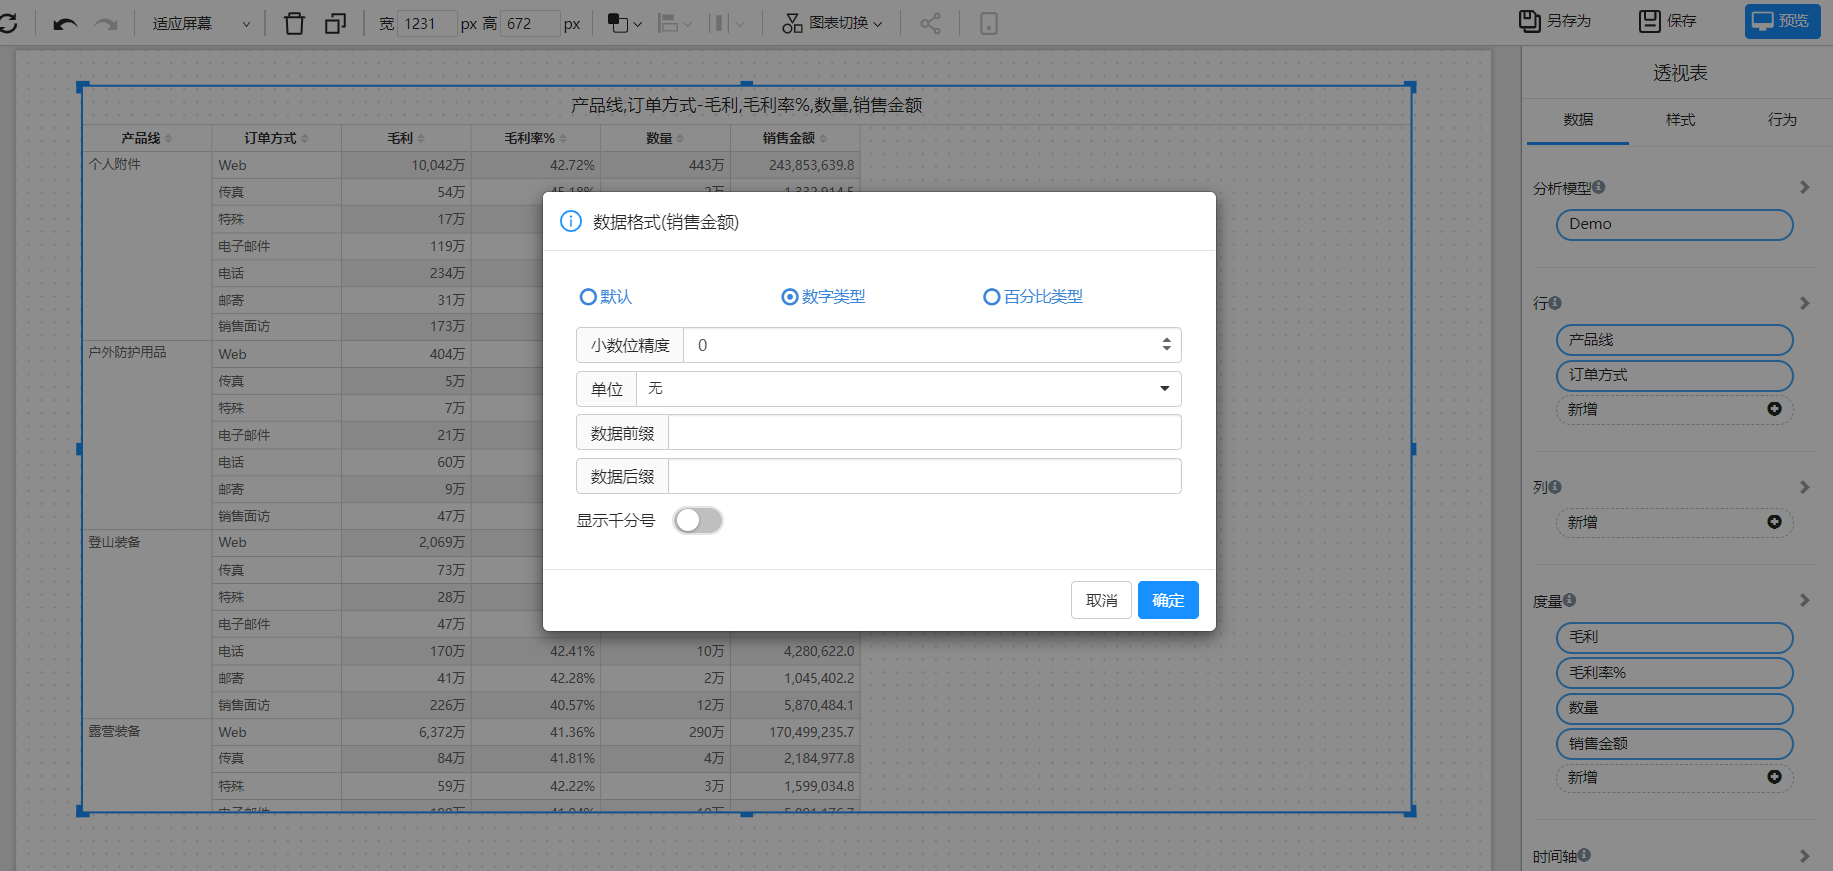 适应屏幕 宽 1231 px 高 672 px 图表切换 另存为 保存 预览
产品线,订单方式-毛利,毛利率%,数量,销售金额
产品线 订单方式 毛利 毛利率% 数量 销售金额
个人附件 Web 10,042万 42.72% 443万 243,853,639.8
传真 54万
特殊 17万
电子邮件 119万
电话 234万
邮寄 31万
销售面访 173万
户外防护用品 Web 404万
传真 5万
特殊 7万
电子邮件 21万
电话 60万
邮寄 9万
销售面访 47万
登山装备 Web 2,069万
传真 73万
特殊 28万
电子邮件 47万
电话 170万 42.41% 10万 4,280,622.0
邮寄 41万 42.28% 2万 1,045,402.2
销售面访 226万 40.57% 12万 5,870,484.1
露营装备 Web 6,372万 41.36% 290万 170,499,235.7
传真 84万 41.81% 4万 2,184,977.8
特殊 59万 42.22% 3万 1,599,034.8
数据格式(销售金额)
默认 数字类型 百分比类型
小数位精度 0
单位 无
数据前缀
数据后缀
显示千分号
取消 确定
透视表
数据 样式 行为
分析模型
Demo
行
产品线
订单方式
新增
列
新增
度量
毛利
毛利率%
数量
销售金额
新增
时间轴